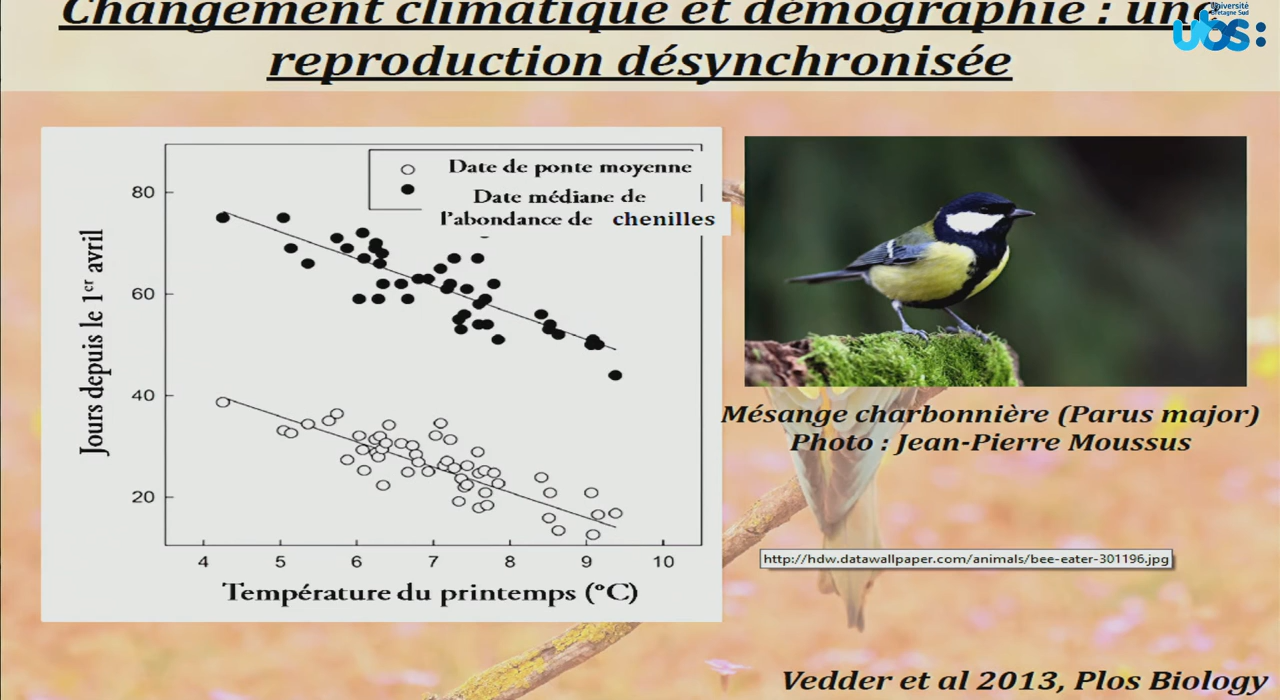 Changement climatique et démographie : une
reproduction désynchronisée
Université
Bretagne Sud
ubs:
Date de ponte moyenne
Date médiane de
l'abondance de chenilles
80
60
40
20
Jours depuis le 1er avril
4 5 6 7 8 9 10
Température du printemps (°C)
Mésange charbonnière (Parus major)
Photo : Jean-Pierre Moussus
http://hdw.datawallpaper.com/animals/bee-eater-301196.jpg
Vedder et al 2013, Plos Biology